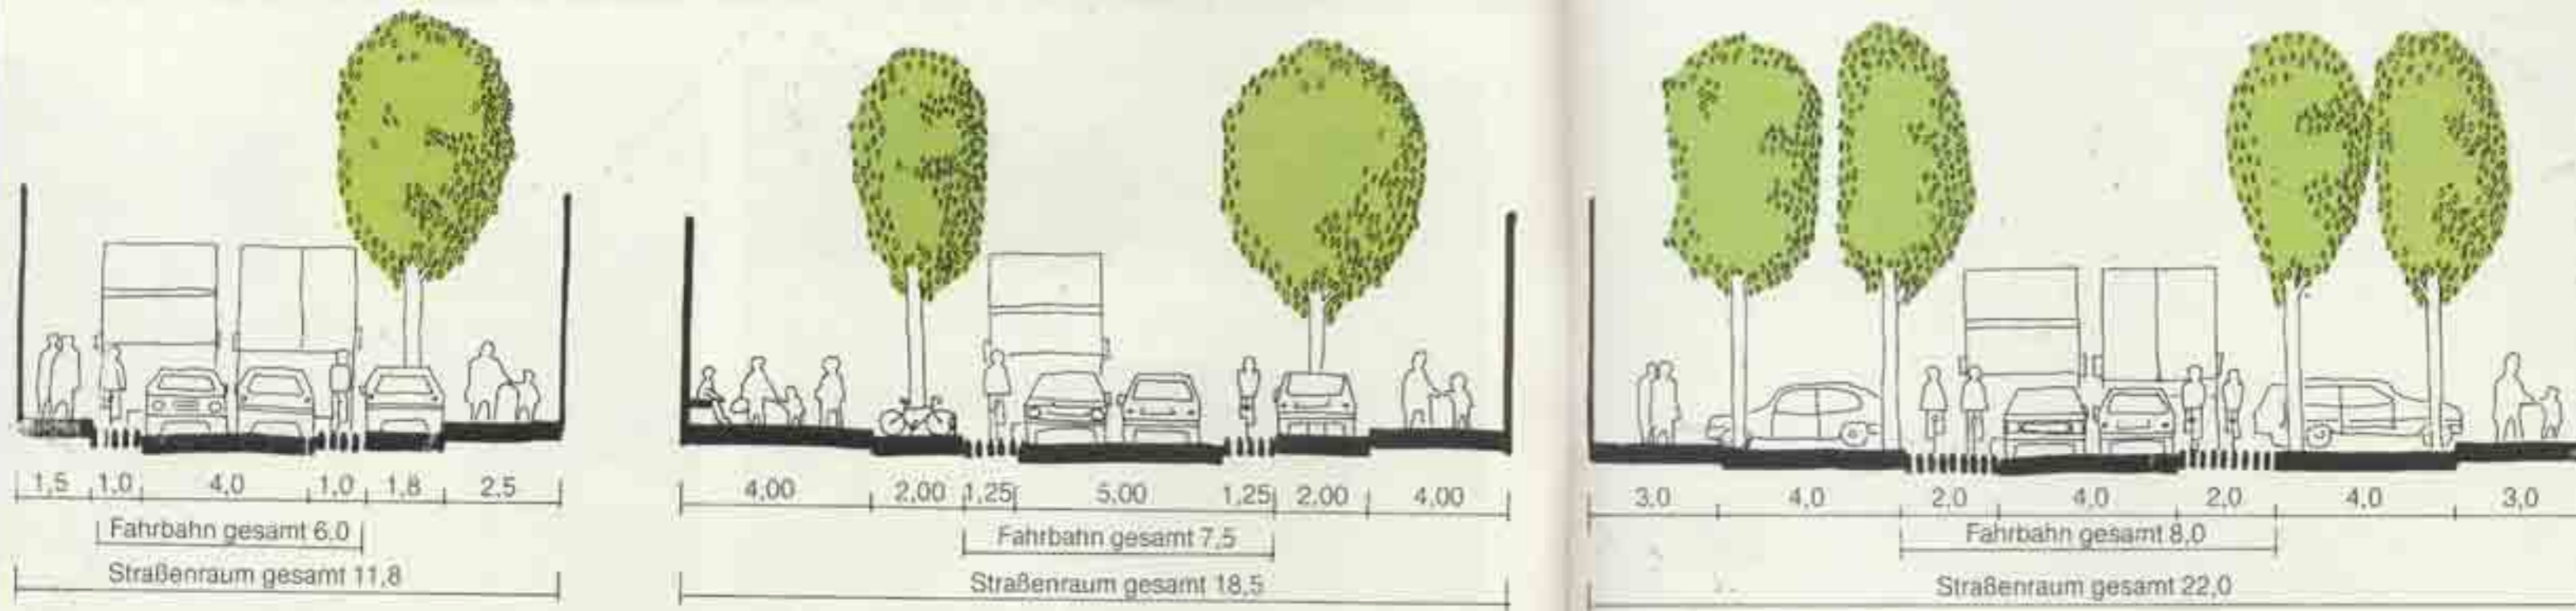 1,5 1,0 4,0 1,0 1,8 2,5
Fahrbahn gesamt 6.0
Straßenraum gesamt 11,8
4,00 2,00 1,25 5.00 1,25 2.00 4,00
Fahrbahn gesamt 7,5
Straßenraum gesamt 18,5
3,0 4,0 2,0 4,0 2,0 4,0 3,0
Fahrbahn gesamt 8,0
Straßenraum gesamt 22,0